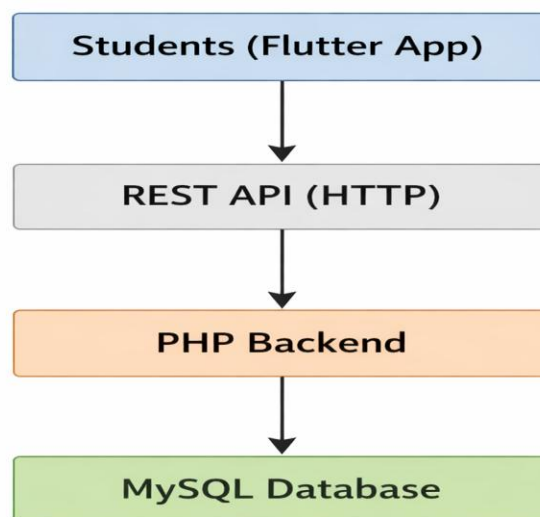 Students (Flutter App)
REST API (HTTP)
PHP Backend
MySQL Database